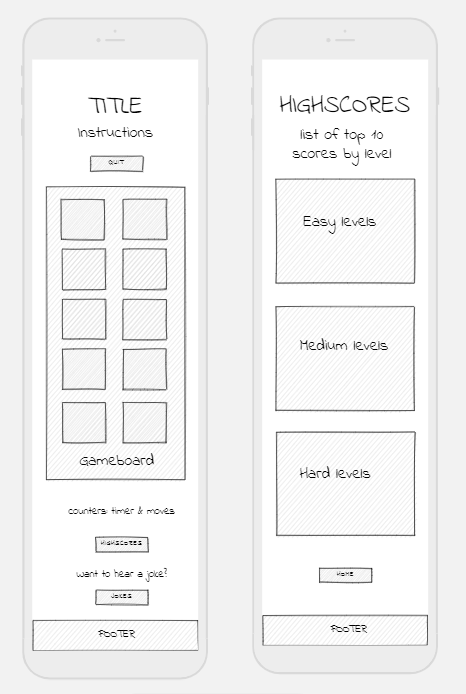 TITLE
Instructions
QUIT
Gameboard
counters: timer & moves
HIGHSCORES
want to hear a joke?
JOKES
FOOTER
HIGHSCORES
list of top 10
scores by level
Easy levels
Medium levels
Hard levels
HOME
FOOTER